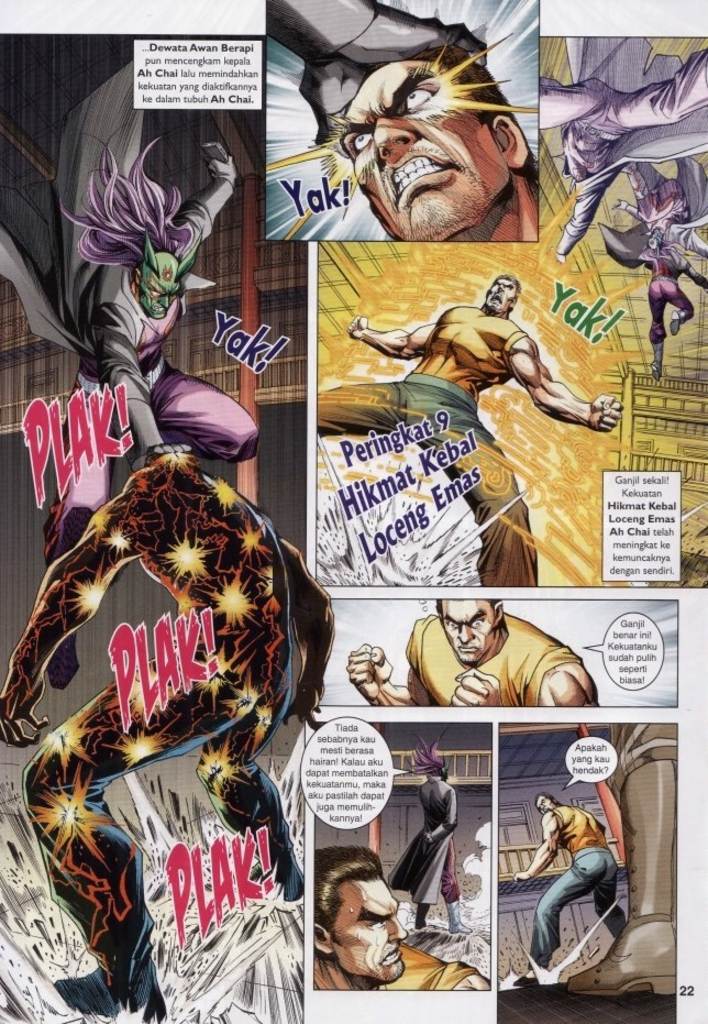 ...Dewata Awan Berapi
pun mencengkam kepala
Ah Chai lalu memindahkan
kekuatan yang diaktifkannya
ke dalam tubuh Ah Chai.
Yak!
Yak!
Yak!
PLAK!
Peringkat 9
Hikmat Kebal
Loceng Emas
Ganjil sekali!
Kekuatan
Hikmat Kebal
Loceng Emas
Ah Chai telah
meningkat ke
kemuncaknya
dengan sendiri.
PLAK!
Ganjil
benar ini!
Kekuatanku
sudah pulih
seperti
biasa!
Tiada
sebabnya kau
mesti berasa
hairan! Kalau aku
dapat membatalkan
kekuatanmu, maka
aku pastilah dapat
juga memulih-
kannya!
Apakah
yang kau
hendak?
PLAK!
22